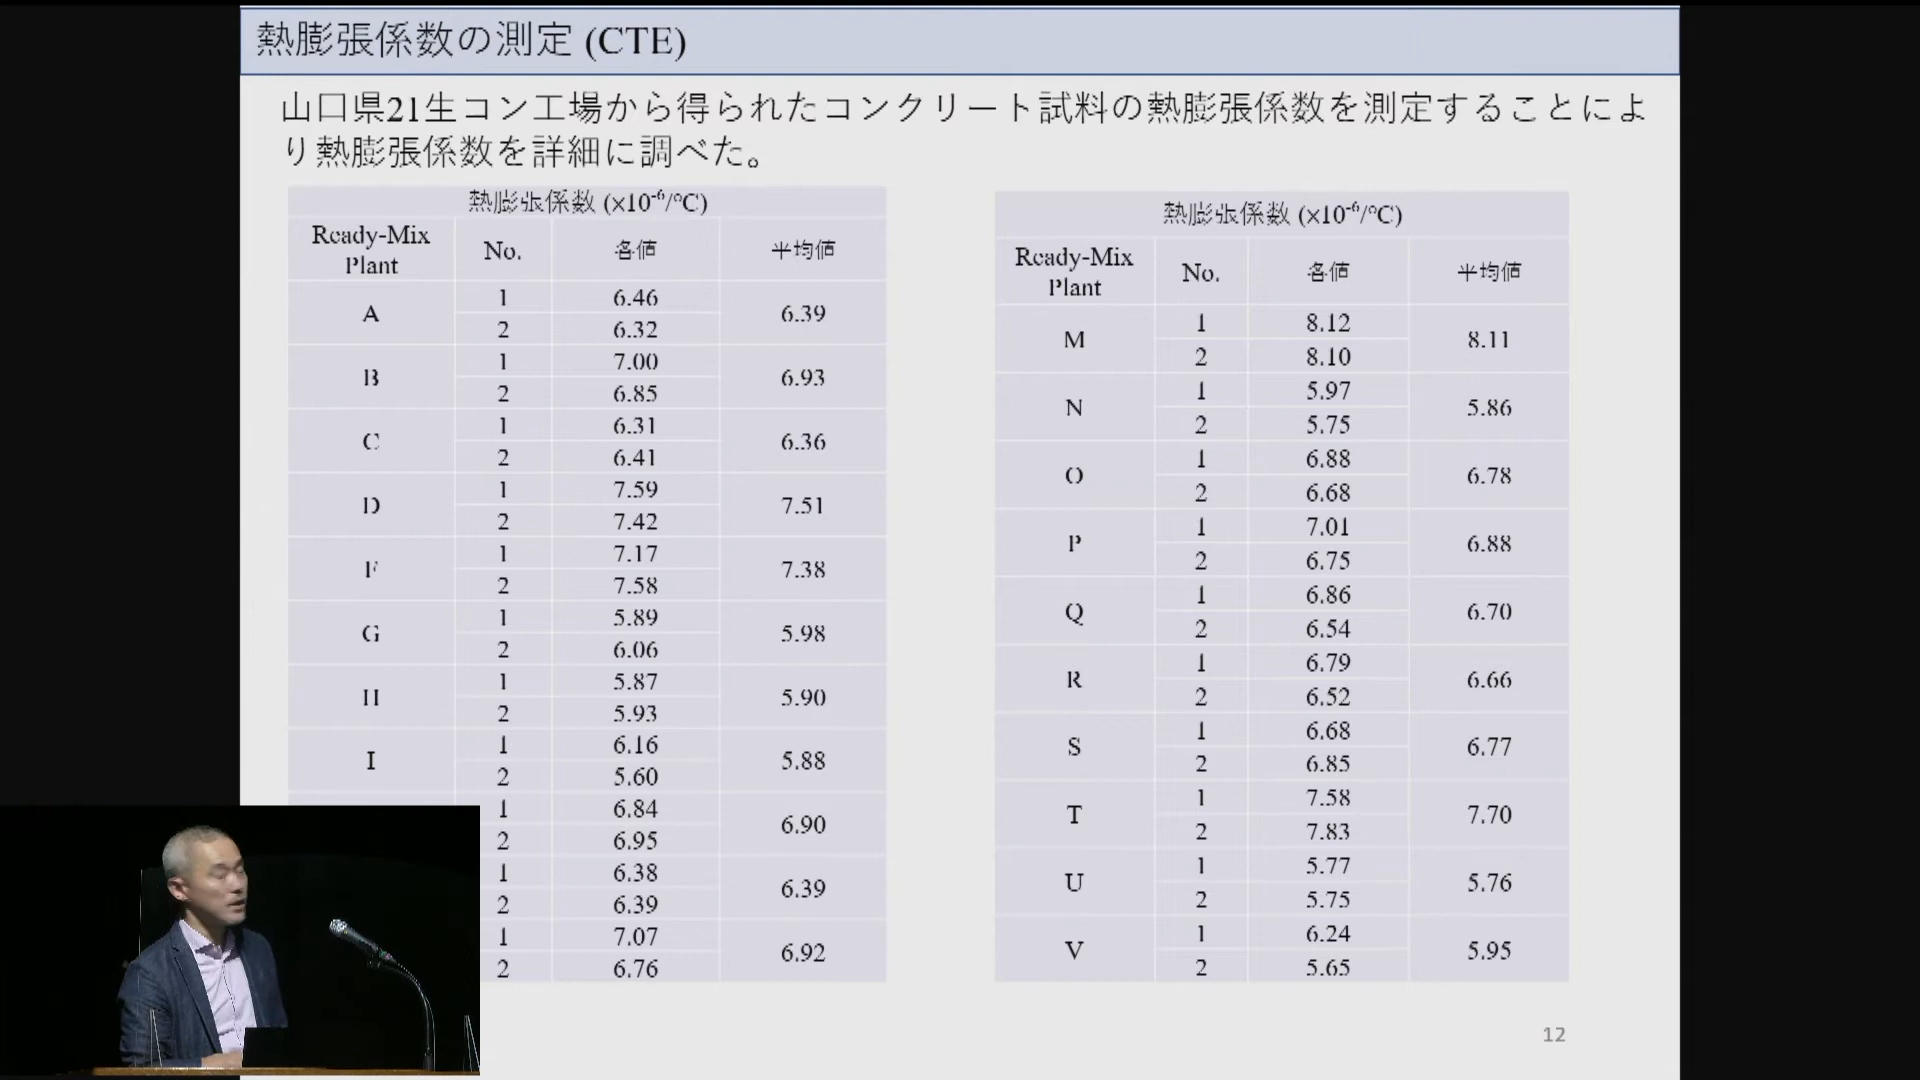 熱膨張係数の測定 (CTE)
山口県21生コン工場から得られたコンクリート試料の熱膨張係数を測定することによ
り熱膨張係数を詳細に調べた。
熱膨張係数 (×10⁻⁶/℃)
Ready-Mix Plant No. 各値 平均値
A 1 6.46 6.39
2 6.32
B 1 7.00 6.93
2 6.85
C 1 6.31 6.36
2 6.41
D 1 7.59 7.51
2 7.42
F 1 7.17 7.38
2 7.58
G 1 5.89 5.98
2 6.06
H 1 5.87 5.90
2 5.93
I 1 6.16 5.88
2 5.60
1 6.84 6.90
2 6.95
1 6.38 6.39
2 6.39
1 7.07 6.92
2 6.76
熱膨張係数 (×10⁻⁶/℃)
Ready-Mix Plant No. 各値 平均値
M 1 8.12 8.11
2 8.10
N 1 5.97 5.86
2 5.75
O 1 6.88 6.78
2 6.68
P 1 7.01 6.88
2 6.75
Q 1 6.86 6.70
2 6.54
R 1 6.79 6.66
2 6.52
S 1 6.68 6.77
2 6.85
T 1 7.58 7.70
2 7.83
U 1 5.77 5.76
2 5.75
V 1 6.24 5.95
2 5.65
12